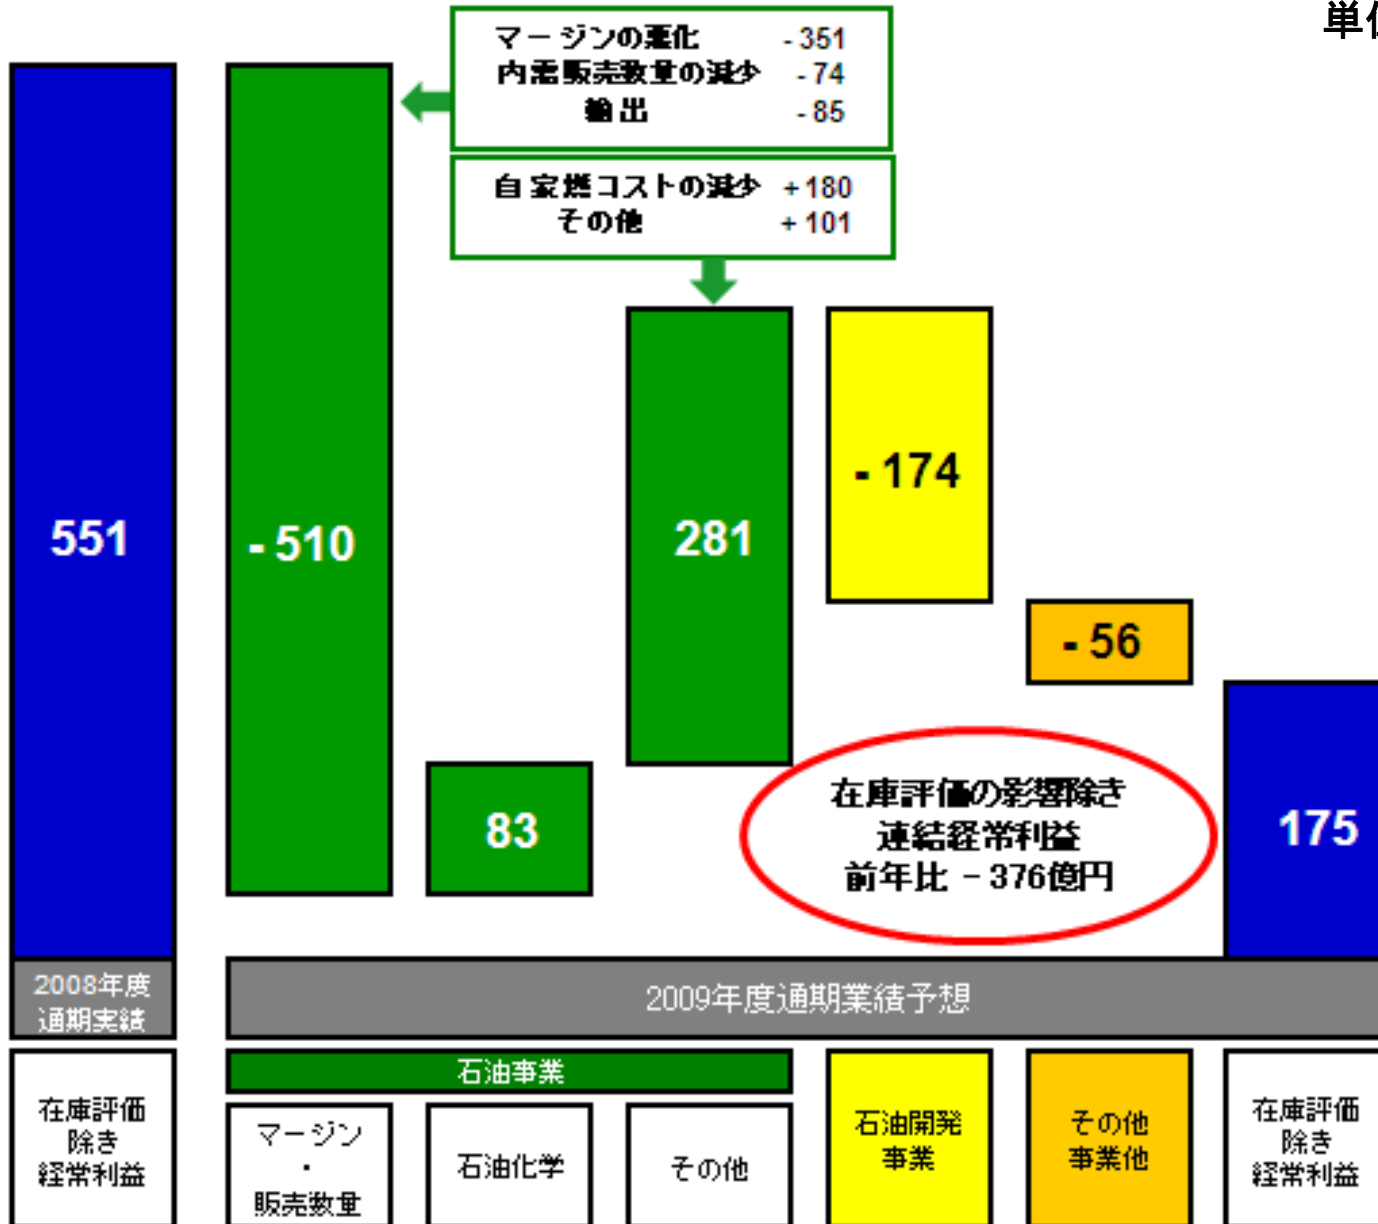 単位
マージンの悪化 - 351
内需販売数量の減少 - 74
輸出 - 85
自家燃コストの減少 + 180
その他 + 101
551
- 510
83
281
- 174
- 56
175
在庫評価の影響除き
連結経常利益
前年比 － 376億円
2008年度
通期実績
2009年度通期業績予想
在庫評価
除き
経常利益
石油事業
マージン
・
販売数量
石油化学
その他
石油開発
事業
その他
事業他
在庫評価
除き
経常利益